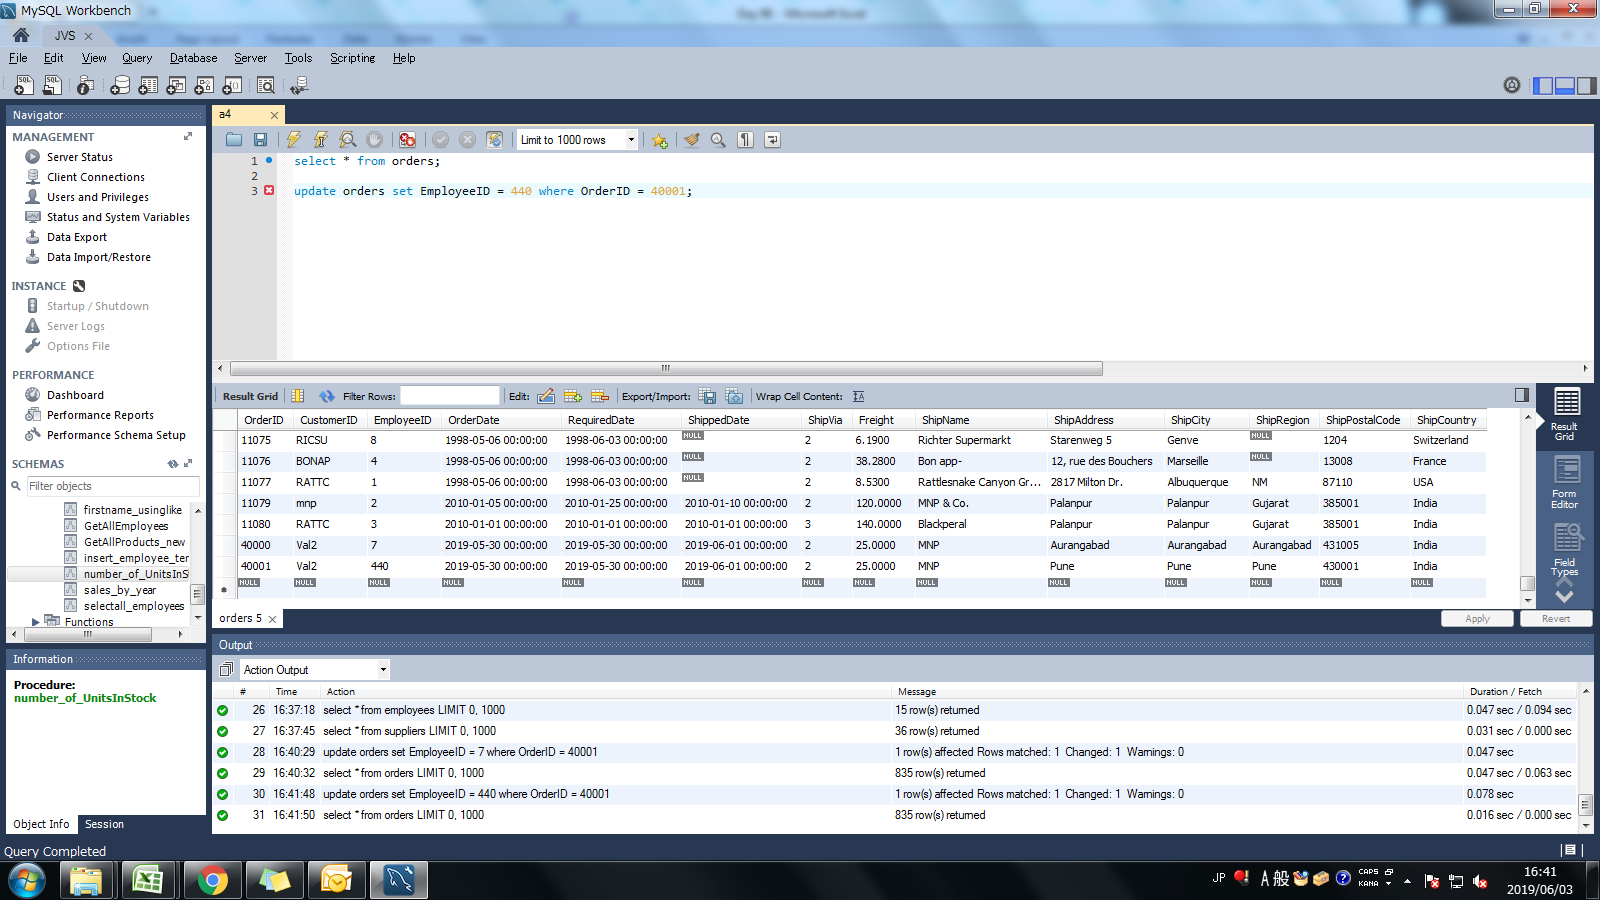 MySQL Workbench
JVS
File Edit View Query Database Server Tools Scripting Help
Navigator
MANAGEMENT
Server Status
Client Connections
Users and Privileges
Status and System Variables
Data Export
Data Import/Restore
INSTANCE
Startup / Shutdown
Server Logs
Options File
PERFORMANCE
Dashboard
Performance Reports
Performance Schema Setup
SCHEMAS
Filter objects
firstname_usinglike
GetAllEmployees
GetAllProducts_new
insert_employee_ter
number_of_UnitsInS
sales_by_year
selectall_employees
Functions
Information
Procedure:
number_of_UnitsInStock
Object Info Session
a4
Limit to 1000 rows
1 select * from orders;
2
3 update orders set EmployeeID = 440 where OrderID = 40001;
Result Grid Filter Rows: Edit: Export/Import: Wrap Cell Content:
OrderID CustomerID EmployeeID OrderDate RequiredDate ShippedDate ShipVia Freight ShipName ShipAddress ShipCity ShipRegion ShipPostalCode ShipCountry
11075 RICSU 8 1998-05-06 00:00:00 1998-06-03 00:00:00 NULL 2 6.1900 Richter Supermarkt Starenweg 5 Genve NULL 1204 Switzerland
11076 BONAP 4 1998-05-06 00:00:00 1998-06-03 00:00:00 NULL 2 38.2800 Bon app- 12, rue des Bouchers Marseille NULL 13008 France
11077 RATTC 1 1998-05-06 00:00:00 1998-06-03 00:00:00 NULL 2 8.5300 Rattlesnake Canyon Gr... 2817 Milton Dr. Albuquerque NM 87110 USA
11079 mnp 2 2010-01-05 00:00:00 2010-01-25 00:00:00 2010-01-10 00:00:00 2 120.0000 MNP & Co. Palanpur Palanpur Gujarat 385001 India
11080 RATTC 3 2010-01-01 00:00:00 2010-01-01 00:00:00 2010-01-01 00:00:00 3 140.0000 Blackperal Palanpur Palanpur Gujarat 385001 India
40000 Val2 7 2019-05-30 00:00:00 2019-05-30 00:00:00 2019-06-01 00:00:00 2 25.0000 MNP Aurangabad Aurangabad Aurangabad 431005 India
40001 Val2 440 2019-05-30 00:00:00 2019-05-30 00:00:00 2019-06-01 00:00:00 2 25.0000 MNP Pune Pune Pune 430001 India
NULL NULL NULL NULL NULL NULL NULL NULL NULL NULL NULL NULL NULL NULL
Result Grid
Form Editor
Field Types
orders 5
Apply Revert
Output
Action Output
# Time Action Message Duration / Fetch
26 16:37:18 select * from employees LIMIT 0, 1000 15 row(s) returned 0.047 sec / 0.094 sec
27 16:37:45 select * from suppliers LIMIT 0, 1000 36 row(s) returned 0.031 sec / 0.000 sec
28 16:40:29 update orders set EmployeeID = 7 where OrderID = 40001 1 row(s) affected Rows matched: 1 Changed: 1 Warnings: 0 0.047 sec
29 16:40:32 select * from orders LIMIT 0, 1000 835 row(s) returned 0.047 sec / 0.063 sec
30 16:41:48 update orders set EmployeeID = 440 where OrderID = 40001 1 row(s) affected Rows matched: 1 Changed: 1 Warnings: 0 0.078 sec
31 16:41:50 select * from orders LIMIT 0, 1000 835 row(s) returned 0.016 sec / 0.000 sec
Query Completed
JP A 般 CAPS KANA
16:41
2019/06/03